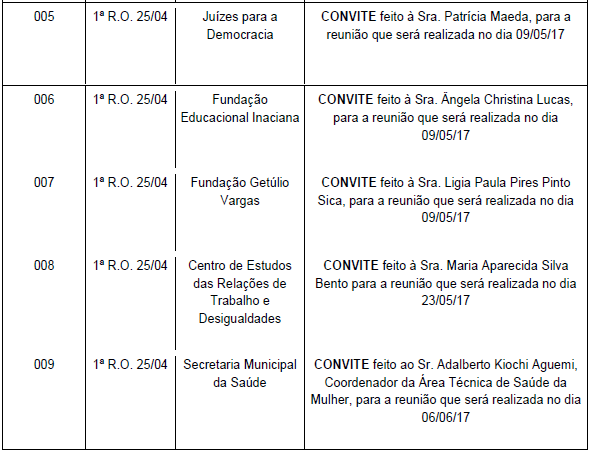 005 1ª R.O. 25/04 Juízes para a CONVITE feito à Sra. Patrícia Maeda, para a
Democracia reunião que será realizada no dia 09/05/17
006 1ª R.O. 25/04 Fundação CONVITE feito à Sra. Ângela Christina Lucas,
Educacional Inaciana para a reunião que será realizada no dia
09/05/17
007 1ª R.O. 25/04 Fundação Getúlio CONVITE feito à Sra. Ligia Paula Pires Pinto
Vargas Sica, para a reunião que será realizada no dia
09/05/17
008 1ª R.O. 25/04 Centro de Estudos CONVITE feito à Sra. Maria Aparecida Silva
das Relações de Bento para a reunião que será realizada no dia
Trabalho e 23/05/17
Desigualdades
009 1ª R.O. 25/04 Secretaria Municipal CONVITE feito ao Sr. Adalberto Kiochi Aguemi,
da Saúde Coordenador da Área Técnica de Saúde da
Mulher, para a reunião que será realizado no dia
06/06/17